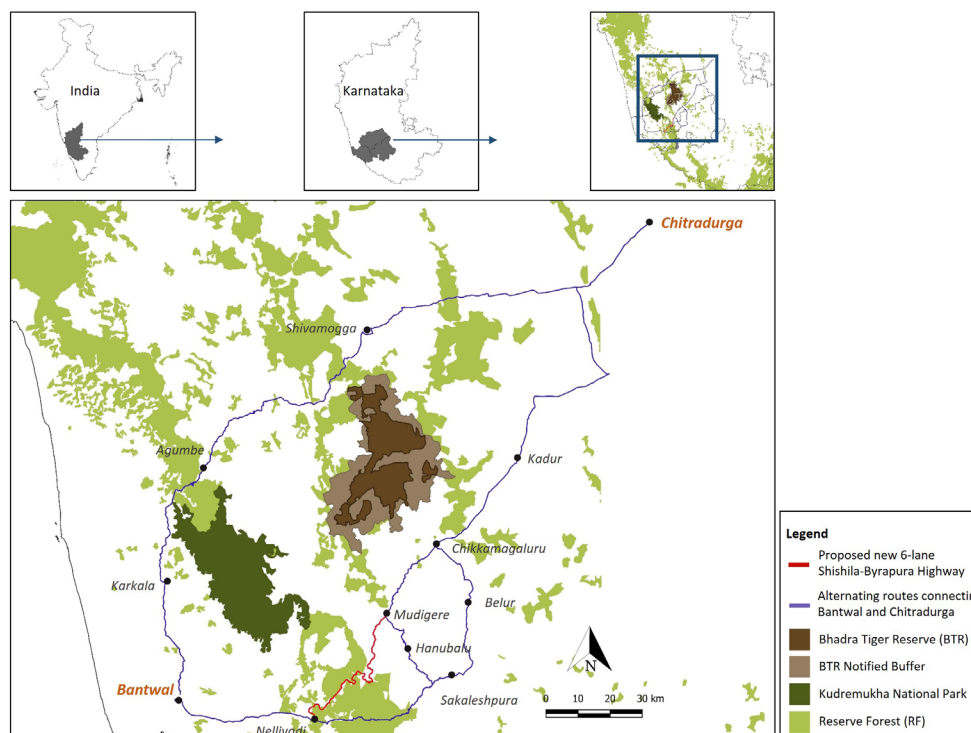 India
Karnataka
Chitradurga
Shivamogga
Agumbe
Kadur
Chikkamagaluru
Karkala
Belur
Mudigere
Hanubalu
N
Bantwal
Sakaleshpura
0 10 20 30 km
Nelliyadi
Legend
Proposed new 6-lane
Shishila-Byrapura Highway
Alternating routes connectin
Bantwal and Chitradurga
Bhadra Tiger Reserve (BTR)
BTR Notified Buffer
Kudremukha National Park
Reserve Forest (RF)